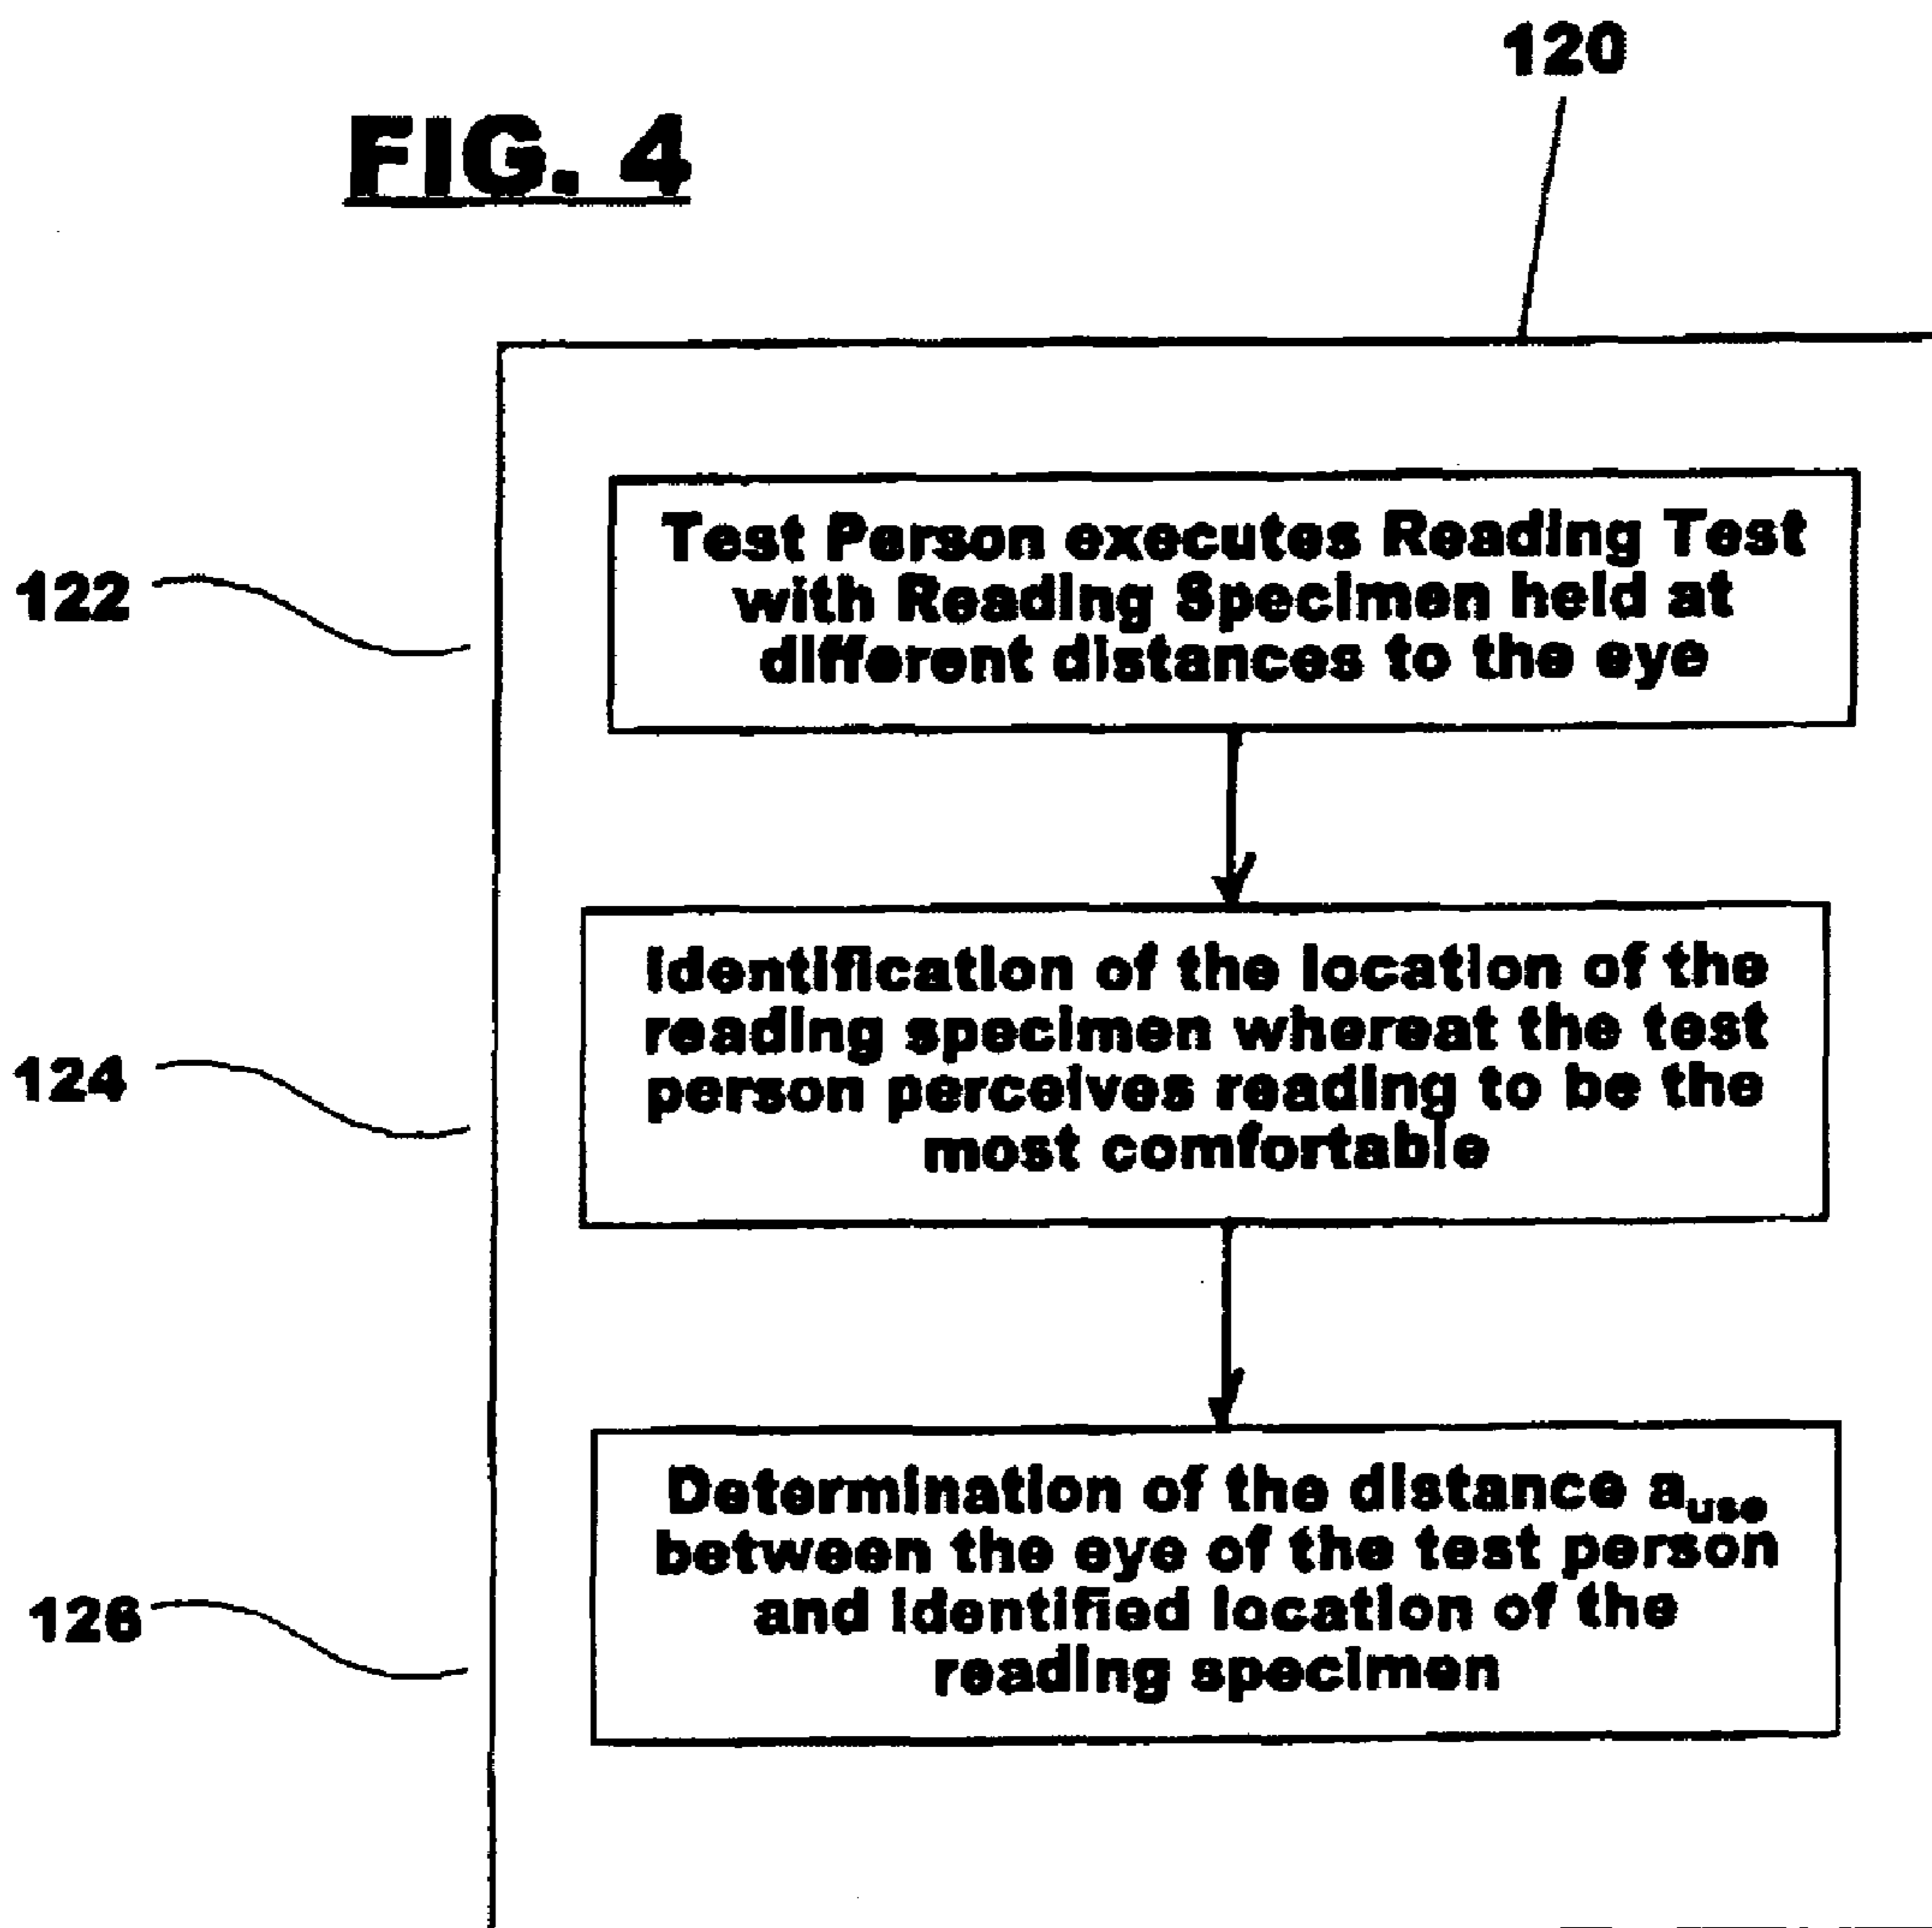 120
FIG. 4
Test Person executes Reading Test
with Reading Specimen held at
different distances to the eye
122
Identification of the location of the
reading specimen whereat the test
person perceives reading to be the
most comfortable
124
Determination of the distance a_use
between the eye of the test person
and identified location of the
reading specimen
126